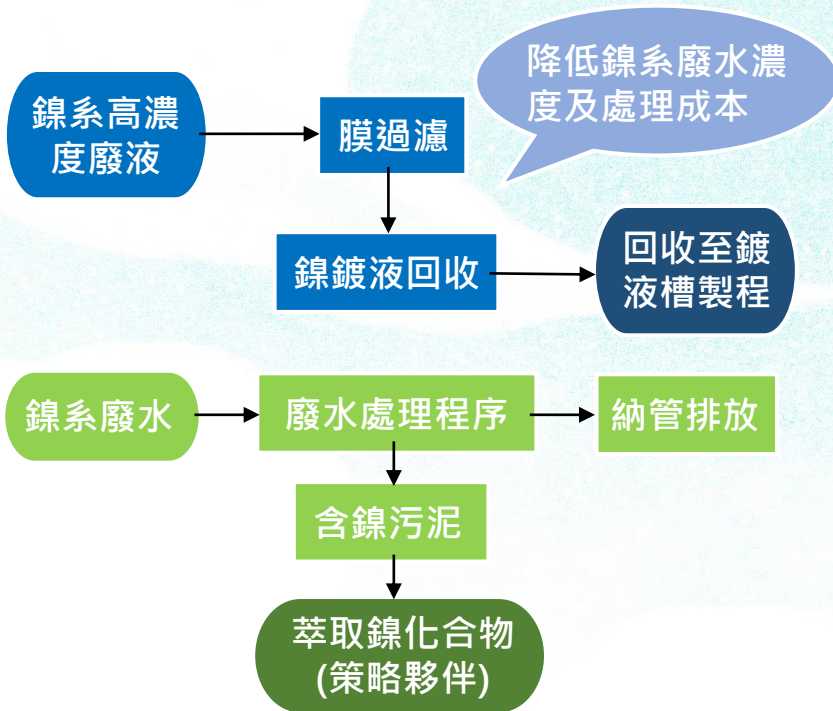 降低鎳系廢水濃
度及處理成本
鎳系高濃
度廢液
膜過濾
鎳鍍液回收
回收至鍍
液槽製程
鎳系廢水
廢水處理程序
納管排放
含鎳污泥
萃取鎳化合物
(策略夥伴)